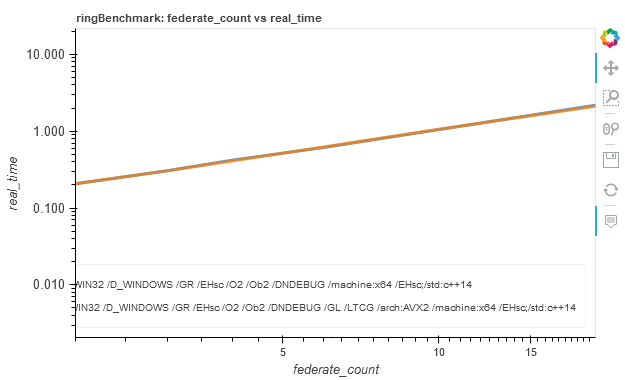 ringBenchmark: federate_count vs real_time
10.000
1.000
0.100
0.010
real_time
WIN32 /D_WINDOWS /GR /EHsc /O2 /Ob2 /DNDEBUG /machine:x64 /EHsc;/std:c++14
WIN32 /D_WINDOWS /GR /EHsc /O2 /Ob2 /DNDEBUG /GL /LTCG /arch:AVX2 /machine:x64 /EHsc;/std:c++14
5 10 15
federate_count